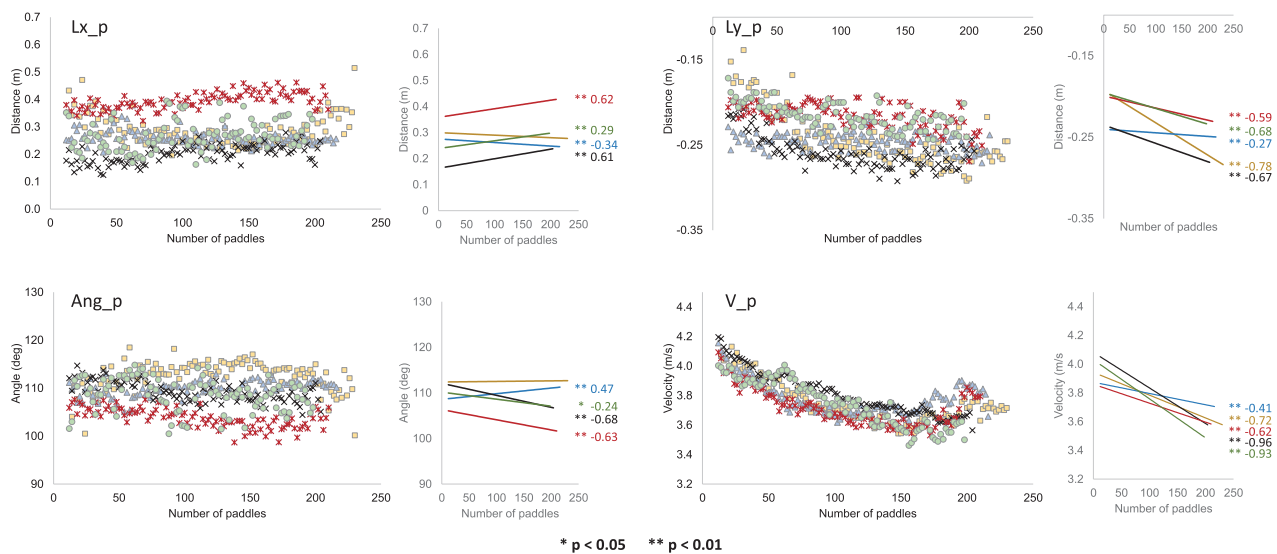 Lx_p
0.7
0.6
0.5
0.4
0.3
0.2
0.1
0.0
Distance (m)
0 50 100 150 200 250
Number of paddles
0.7
0.6
0.5
0.4
0.3
0.2
0.1
0
Distance (m)
0 50 100 150 200 250
Number of paddles
** 0.62
** 0.29
** -0.34
** 0.61
Ly_p
0 50 100 150 200 250
-0.15
-0.25
-0.35
Distance (m)
Number of paddles
0 50 100 150 200 250
-0.15
-0.25
-0.35
Distance (m)
Number of paddles
** -0.59
** -0.68
** -0.27
** -0.78
** -0.67
Ang_p
130
120
110
100
90
Angle (deg)
0 50 100 150 200 250
Number of paddles
130
120
110
100
90
Angle (deg)
0 50 100 150 200 250
Number of paddles
** 0.47
* -0.24
** -0.68
** -0.63
V_p
4.4
4.2
4.0
3.8
3.6
3.4
3.2
Velocity (m/s)
0 50 100 150 200 250
Number of paddles
4.4
4.2
4.0
3.8
3.6
3.4
3.2
Velocity (m/s
0 50 100 150 200 250
Number of paddles
** -0.41
** -0.72
** -0.62
** -0.96
** -0.93
* p < 0.05 ** p < 0.01